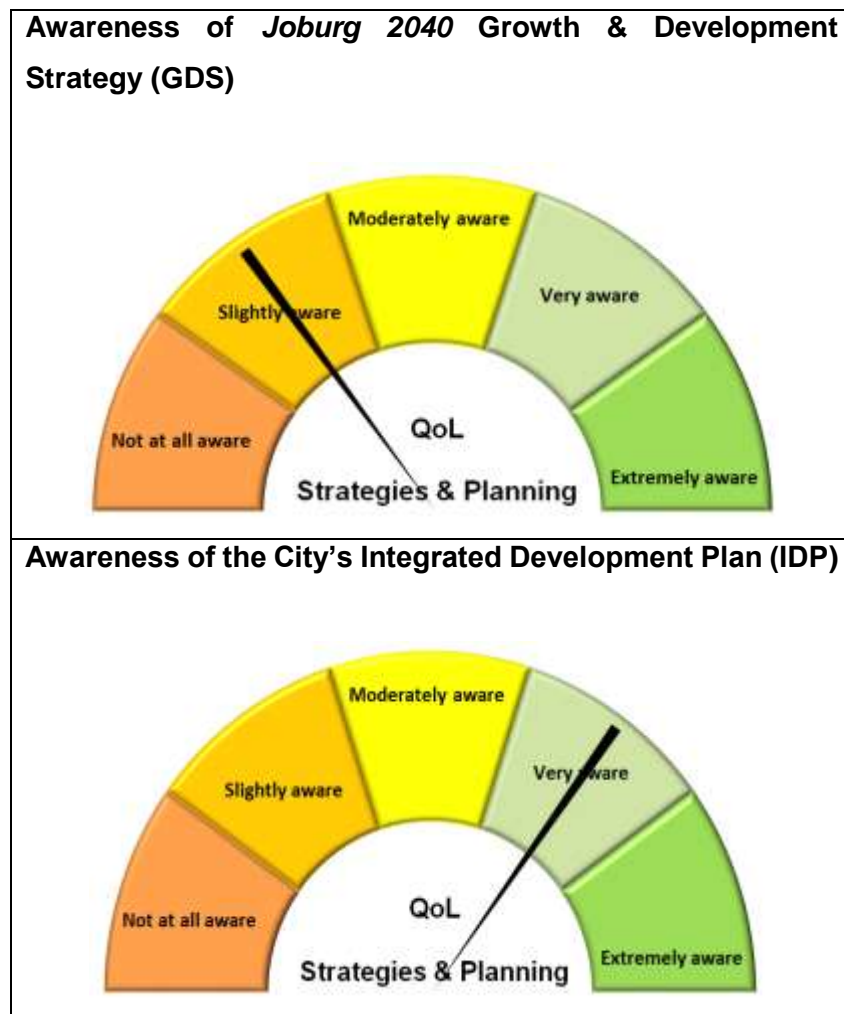 Awareness of Joburg 2040 Growth & Development
Strategy (GDS)
Moderately aware
Very aware
Slightly aware
Not at all aware
QoL
Extremely aware
Strategies & Planning
Awareness of the City’s Integrated Development Plan (IDP)
Moderately aware
Very aware
Slightly aware
Not at all aware
QoL
Extremely aware
Strategies & Planning